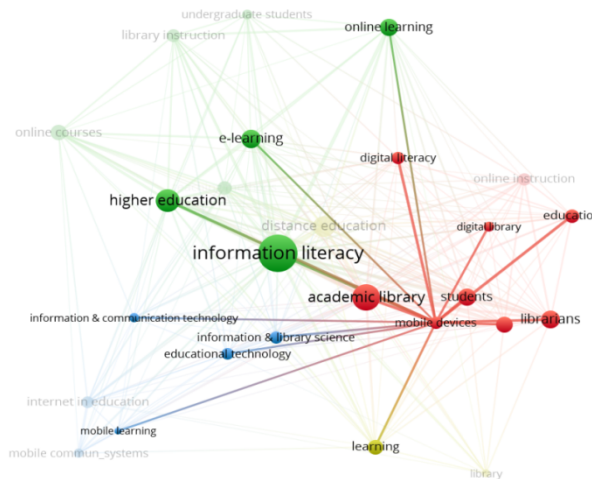 undergraduate students
library instruction
online learning
online courses
e-learning
digital literacy
online instruction
higher education
education
distance education
digital library
information literacy
academic library
students
information & communication technology
mobile devices
librarians
information & library science
educational technology
internet in education
mobile learning
learning
mobile commun_systems
library